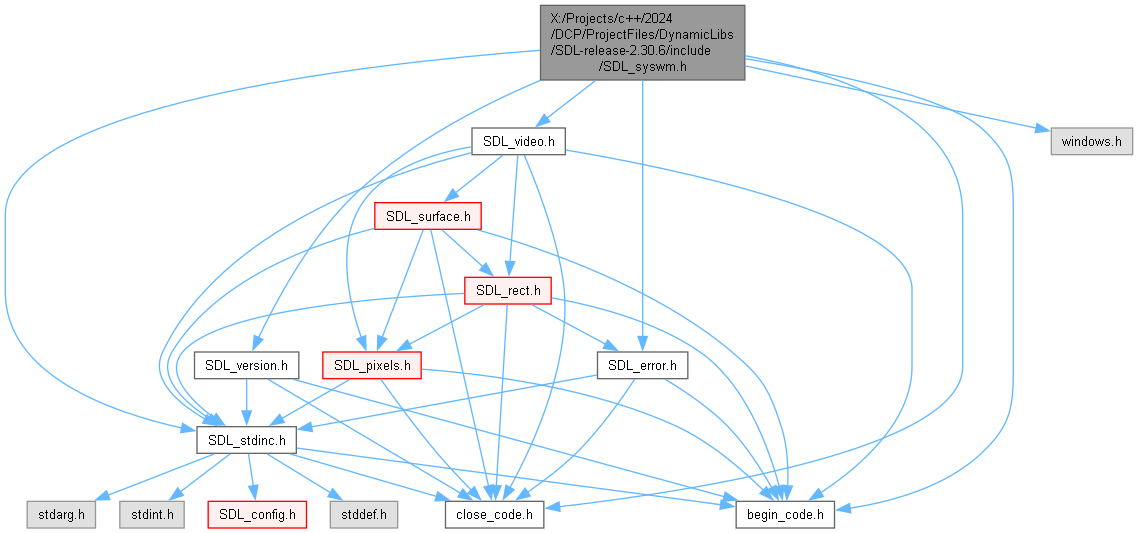 X:/Projects/c++/2024
/DCP/ProjectFiles/DynamicLibs
/SDL-release-2.30.6/include
/SDL_syswm.h
SDL_video.h
windows.h
SDL_surface.h
SDL_rect.h
SDL_version.h
SDL_pixels.h
SDL_error.h
SDL_stdinc.h
stdarg.h
stdint.h
SDL_config.h
stddef.h
close_code.h
begin_code.h